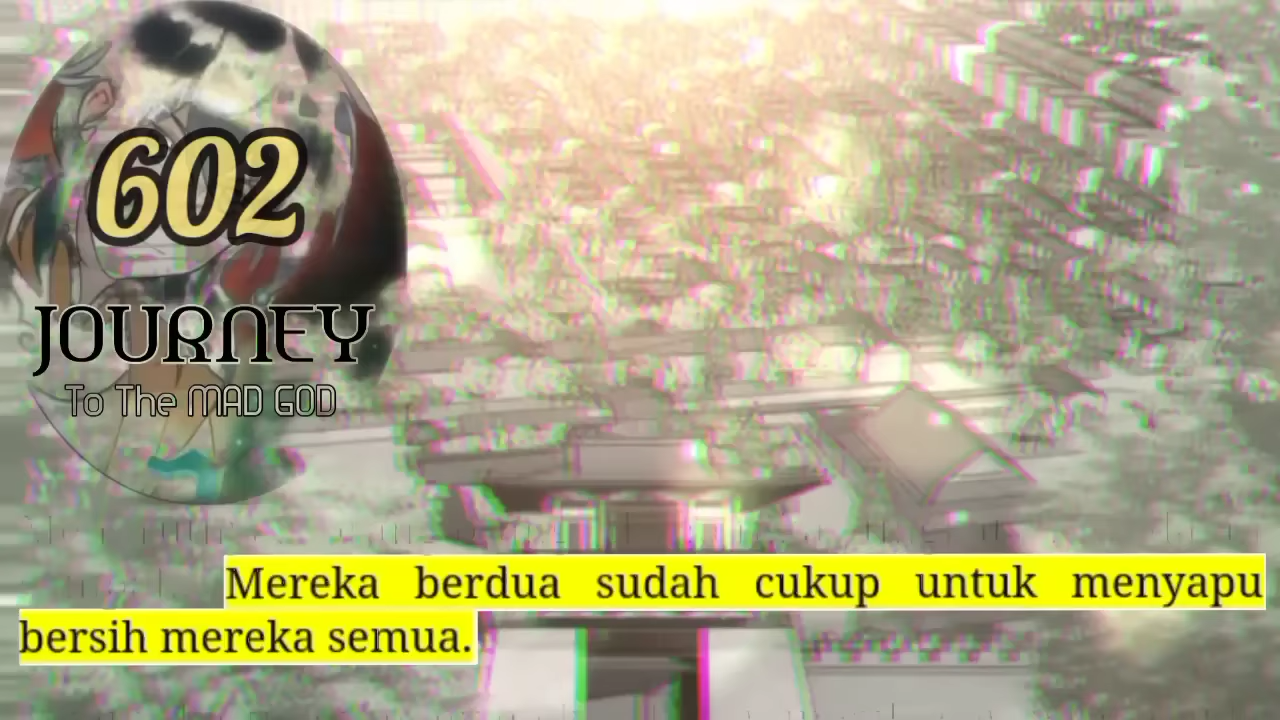 602
JOURNEY
To The MAD GOD
Mereka berdua sudah cukup untuk menyapu
bersih mereka semua.